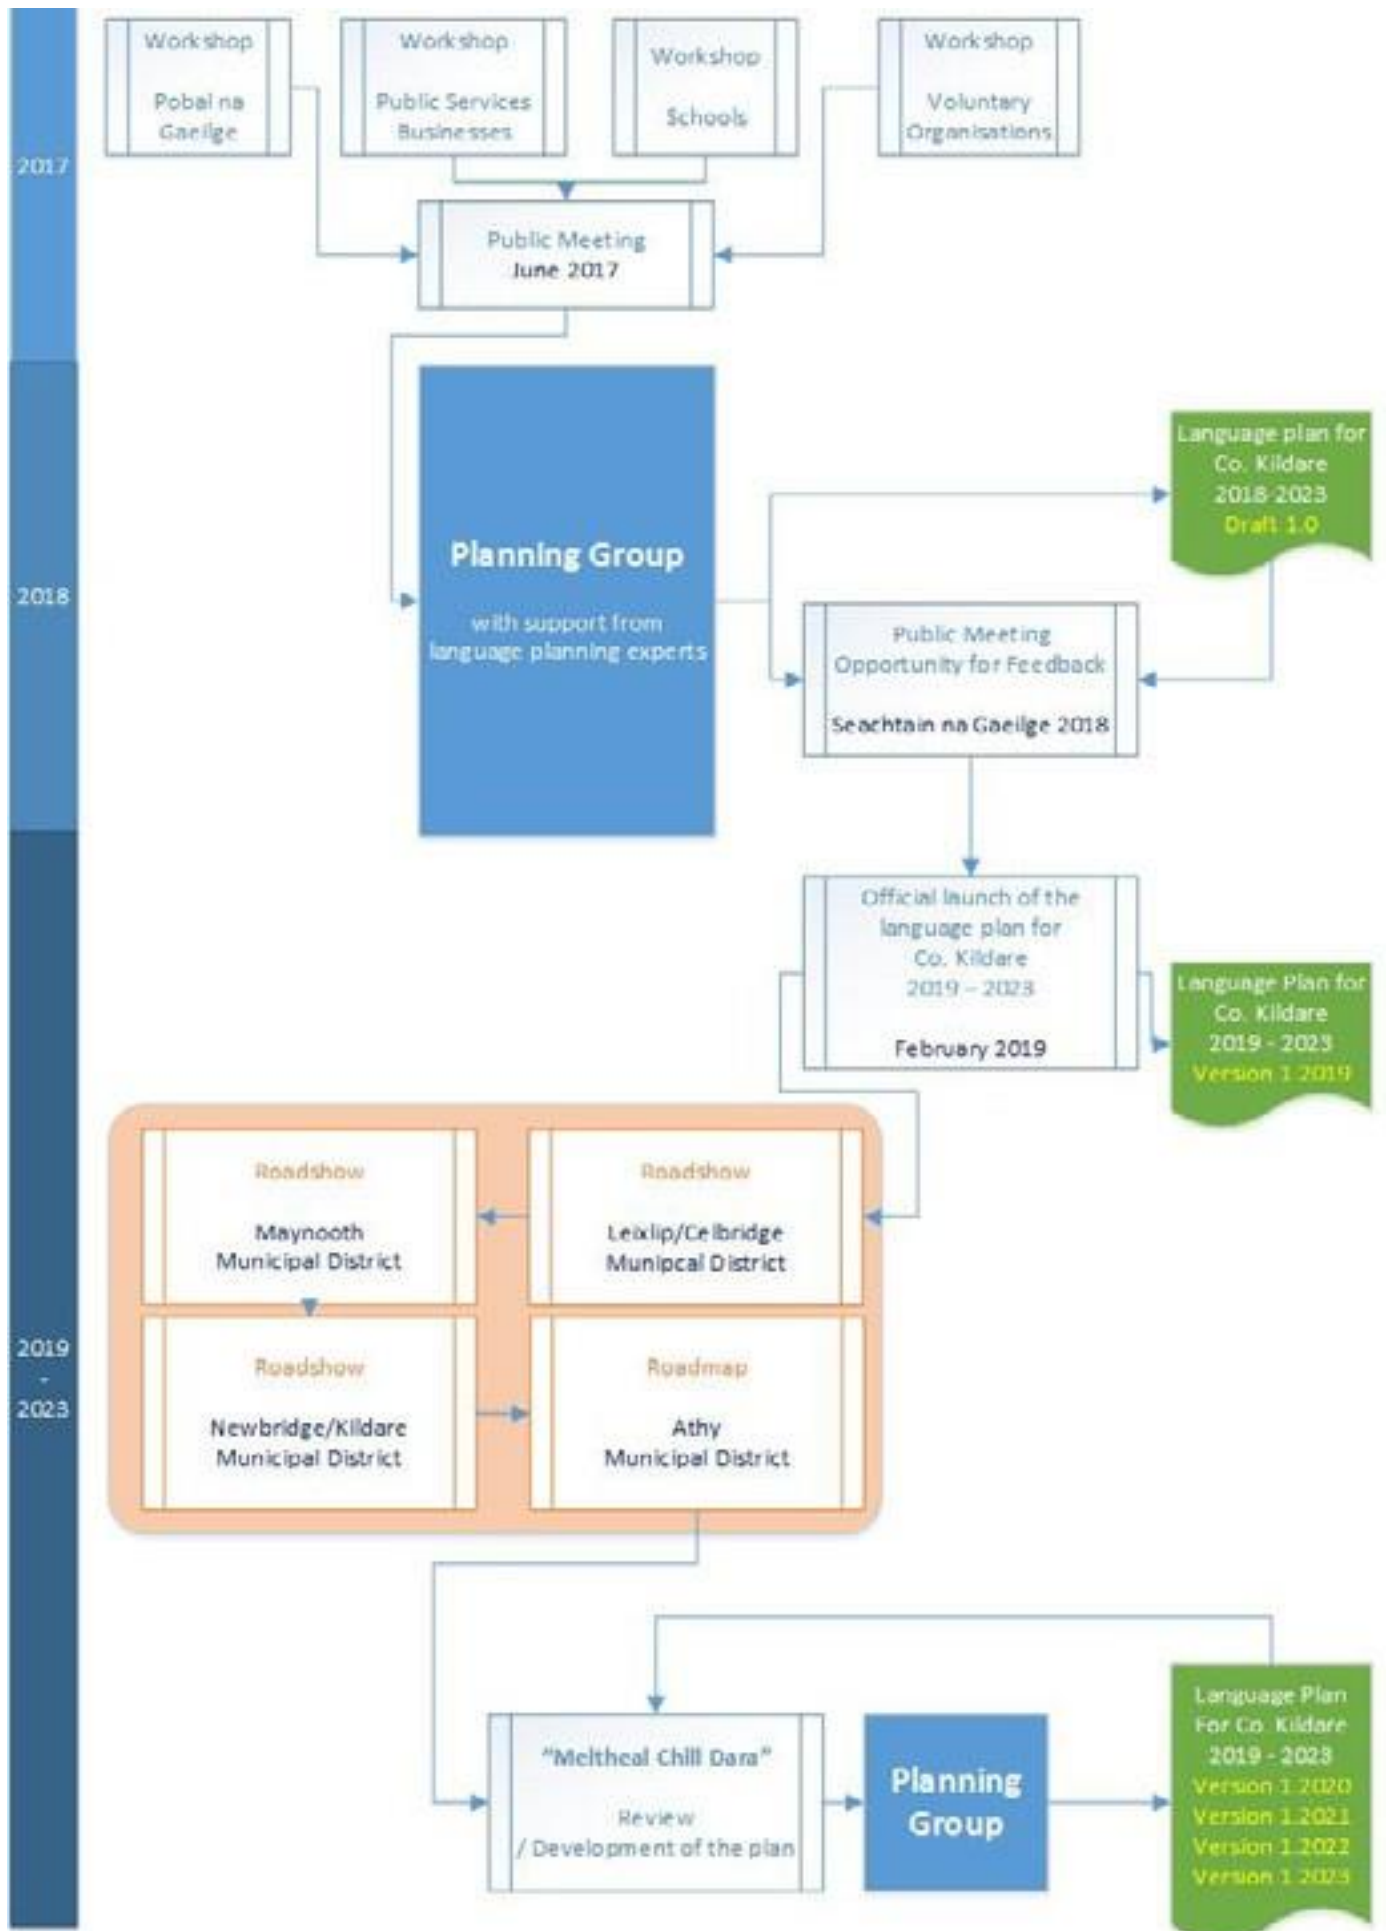 Workshop
Pobal na
Gaeilge
Workshop
Public Services
Businesses
Workshop
Schools
Workshop
Voluntary
Organisations
2017
Public Meeting
June 2017
2018
Planning Group
with support from
language planning experts
Language plan for
Co. Kildare
2018-2023
Draft 1.0
Public Meeting
Opportunity for Feedback
Seachtain na Gaeilge 2018
Official launch of the
language plan for
Co. Kildare
2019 – 2023
February 2019
Language Plan for
Co. Kildare
2019 - 2023
Version 1.2019
2019
-
2023
Roadshow
Maynooth
Municipal District
Roadshow
Leixlip/Celbridge
Munipcal District
Roadshow
Newbridge/Kildare
Municipal District
Roadmap
Athy
Municipal District
"Meitheal Chill Dara"
Review
/ Development of the plan
Planning
Group
Language Plan
For Co. Kildare
2019 - 2023
Version 1.2020
Version 1.2021
Version 1.2022
Version 1.2023